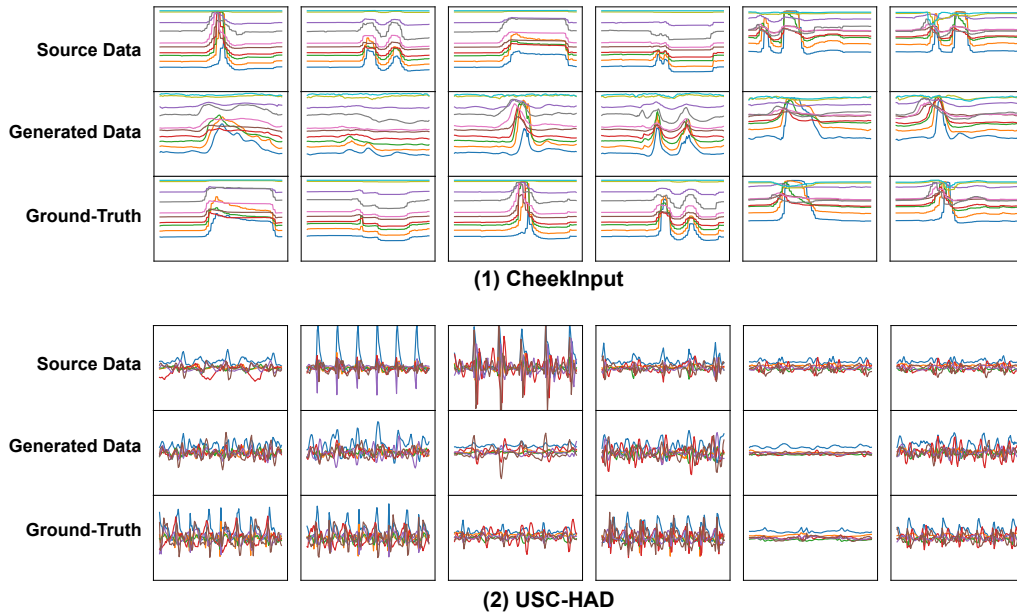 Source Data
Generated Data
Ground-Truth
(1) CheekInput
Source Data
Generated Data
Ground-Truth
(2) USC-HAD